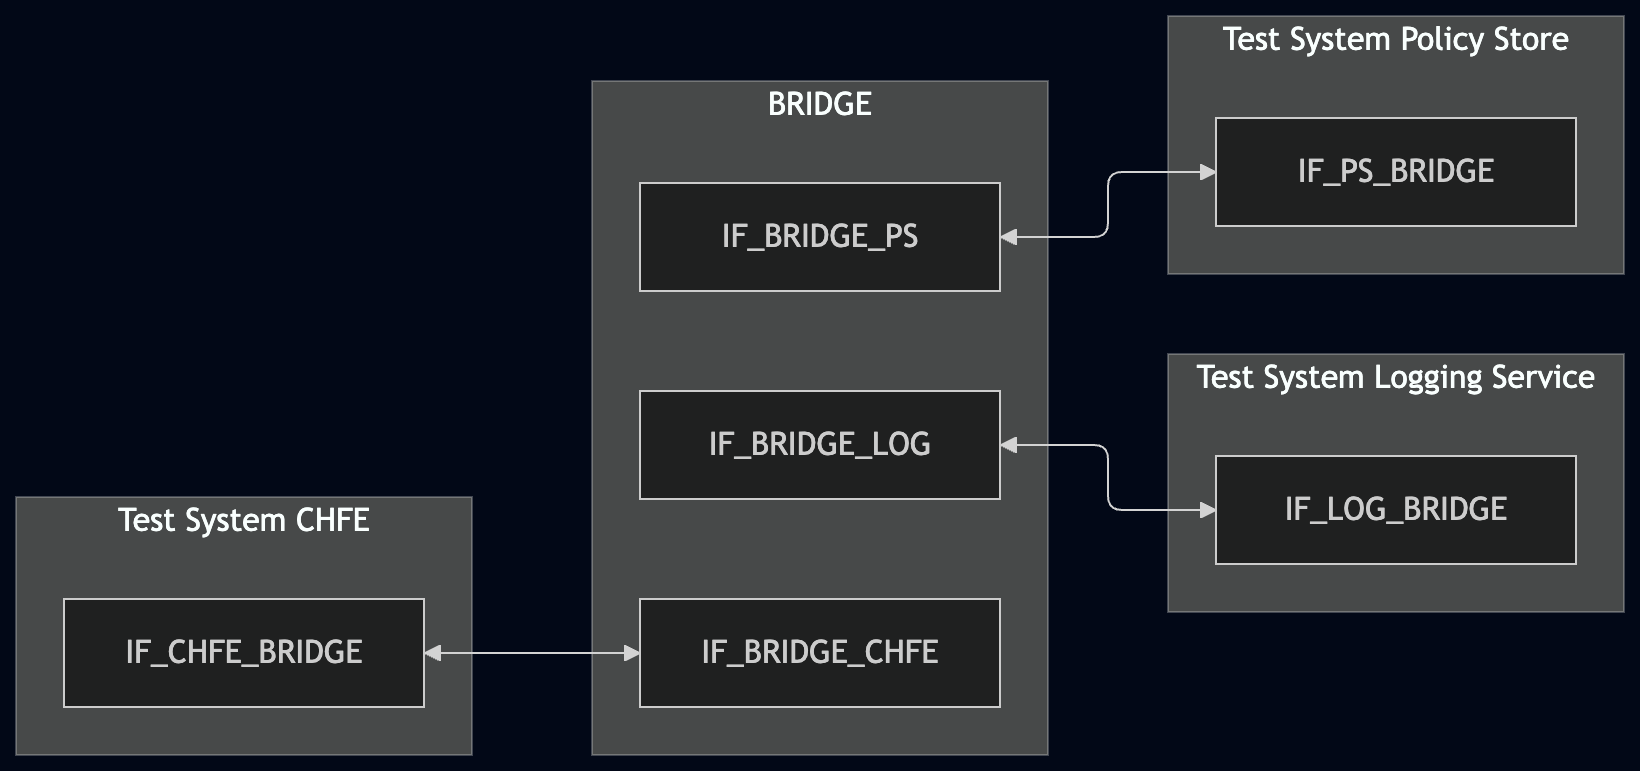 Test System Policy Store
IF_PS_BRIDGE
BRIDGE
IF_BRIDGE_PS
IF_BRIDGE_LOG
IF_BRIDGE_CHFE
Test System Logging Service
IF_LOG_BRIDGE
Test System CHFE
IF_CHFE_BRIDGE